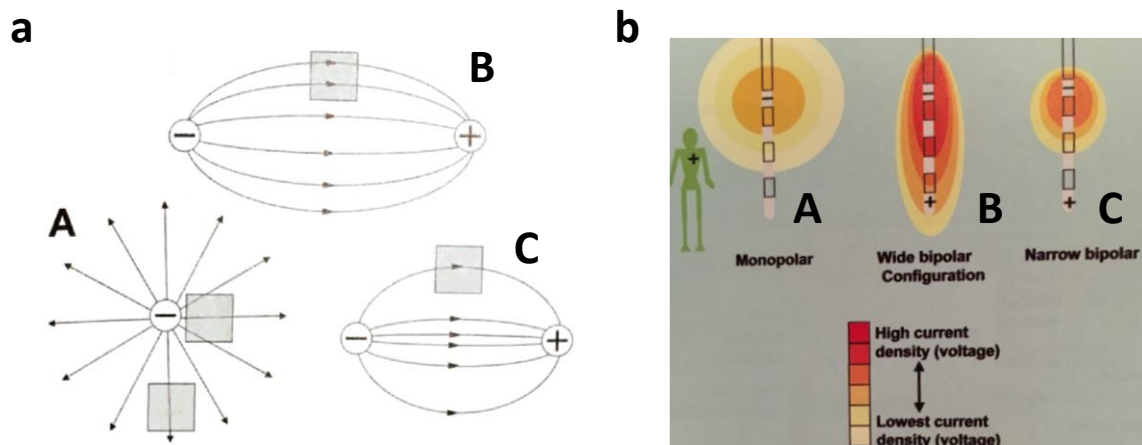 a
B
−
+
A
−
C
−
+
b
−
−
−
+
+
+
A
B
C
Monopolar
Wide bipolar
Configuration
Narrow bipolar
High current
density (voltage)
Lowest current
density (voltage)